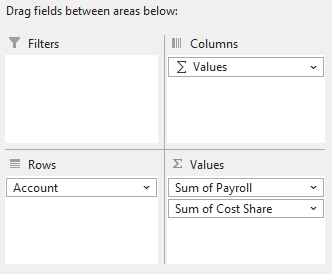 Drag fields between areas below:
Filters
Columns
Σ Values
Rows
Account
Σ Values
Sum of Payroll
Sum of Cost Share